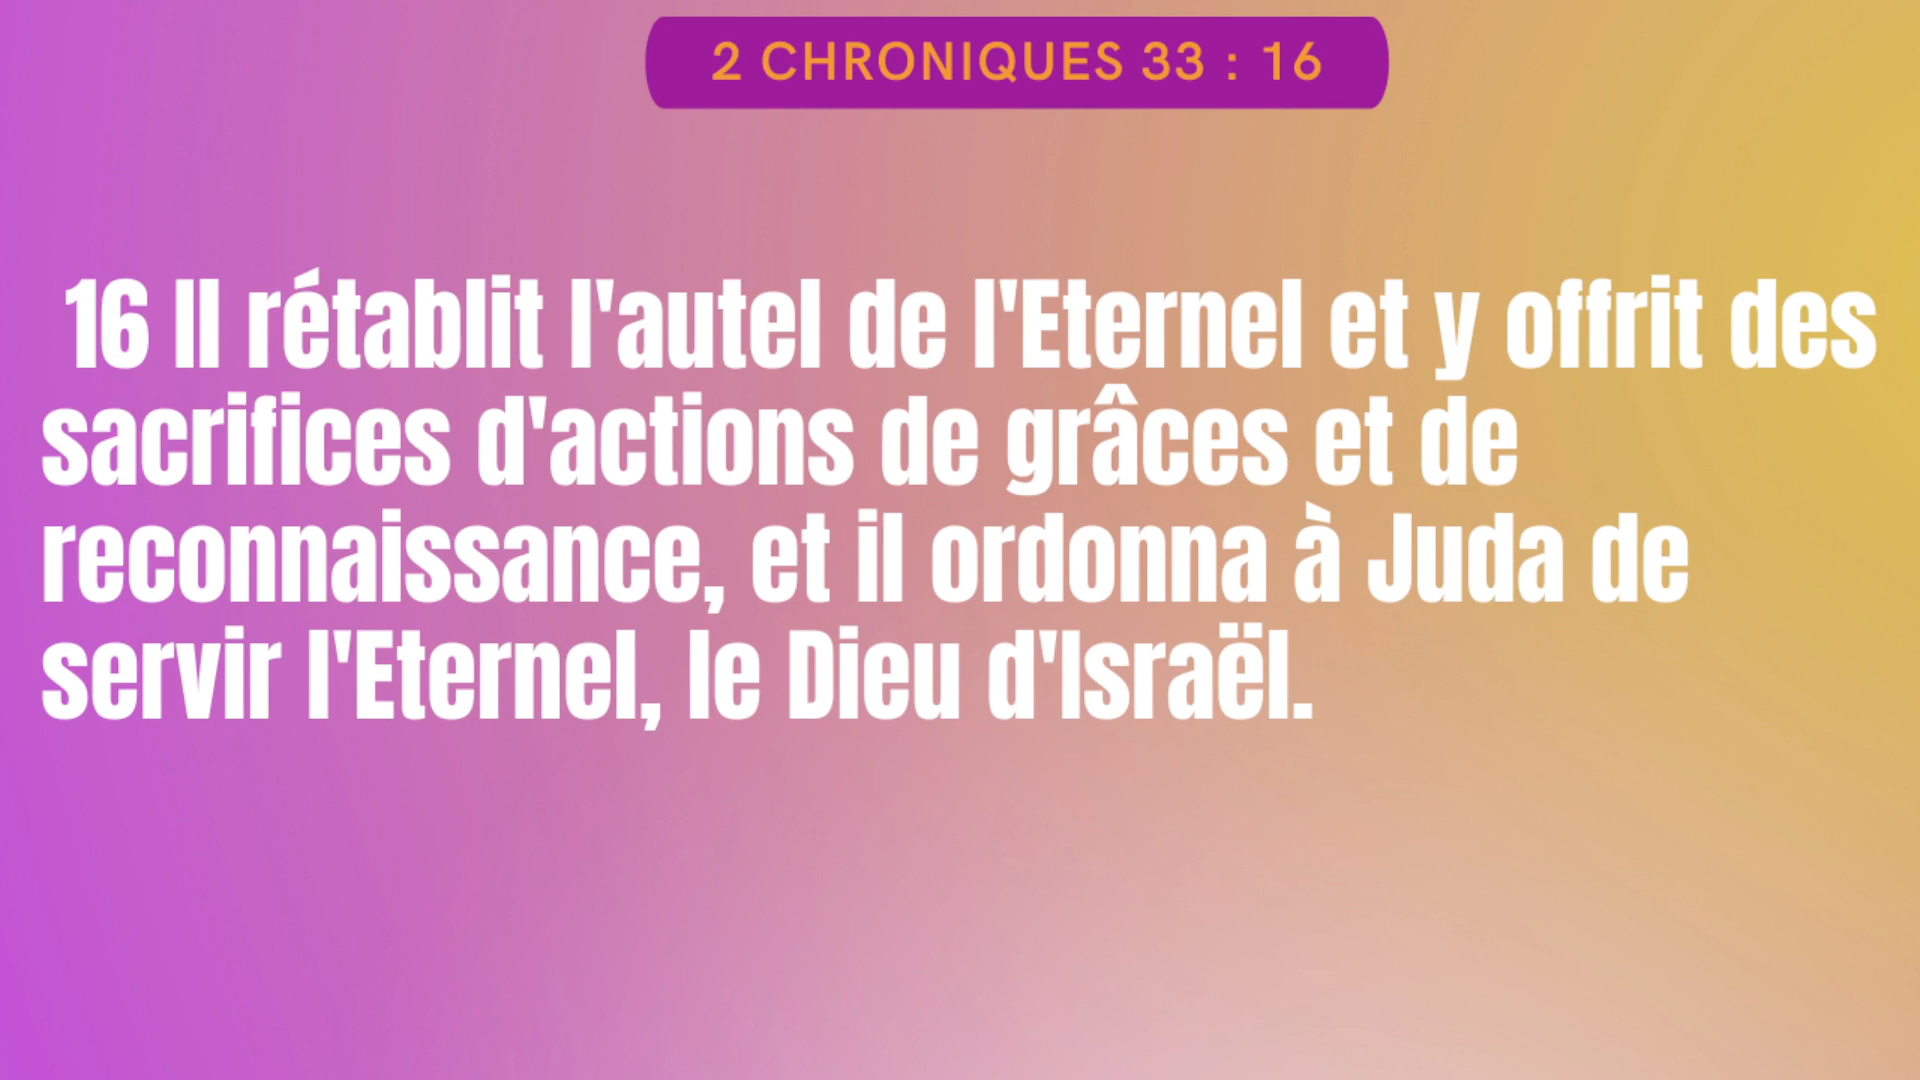 2 CHRONIQUES 33 : 16
16 Il rétablit l'autel de l'Eternel et y offrit des
sacrifices d'actions de grâces et de
reconnaissance, et il ordonna à Juda de
servir l'Eternel, le Dieu d'Israël.